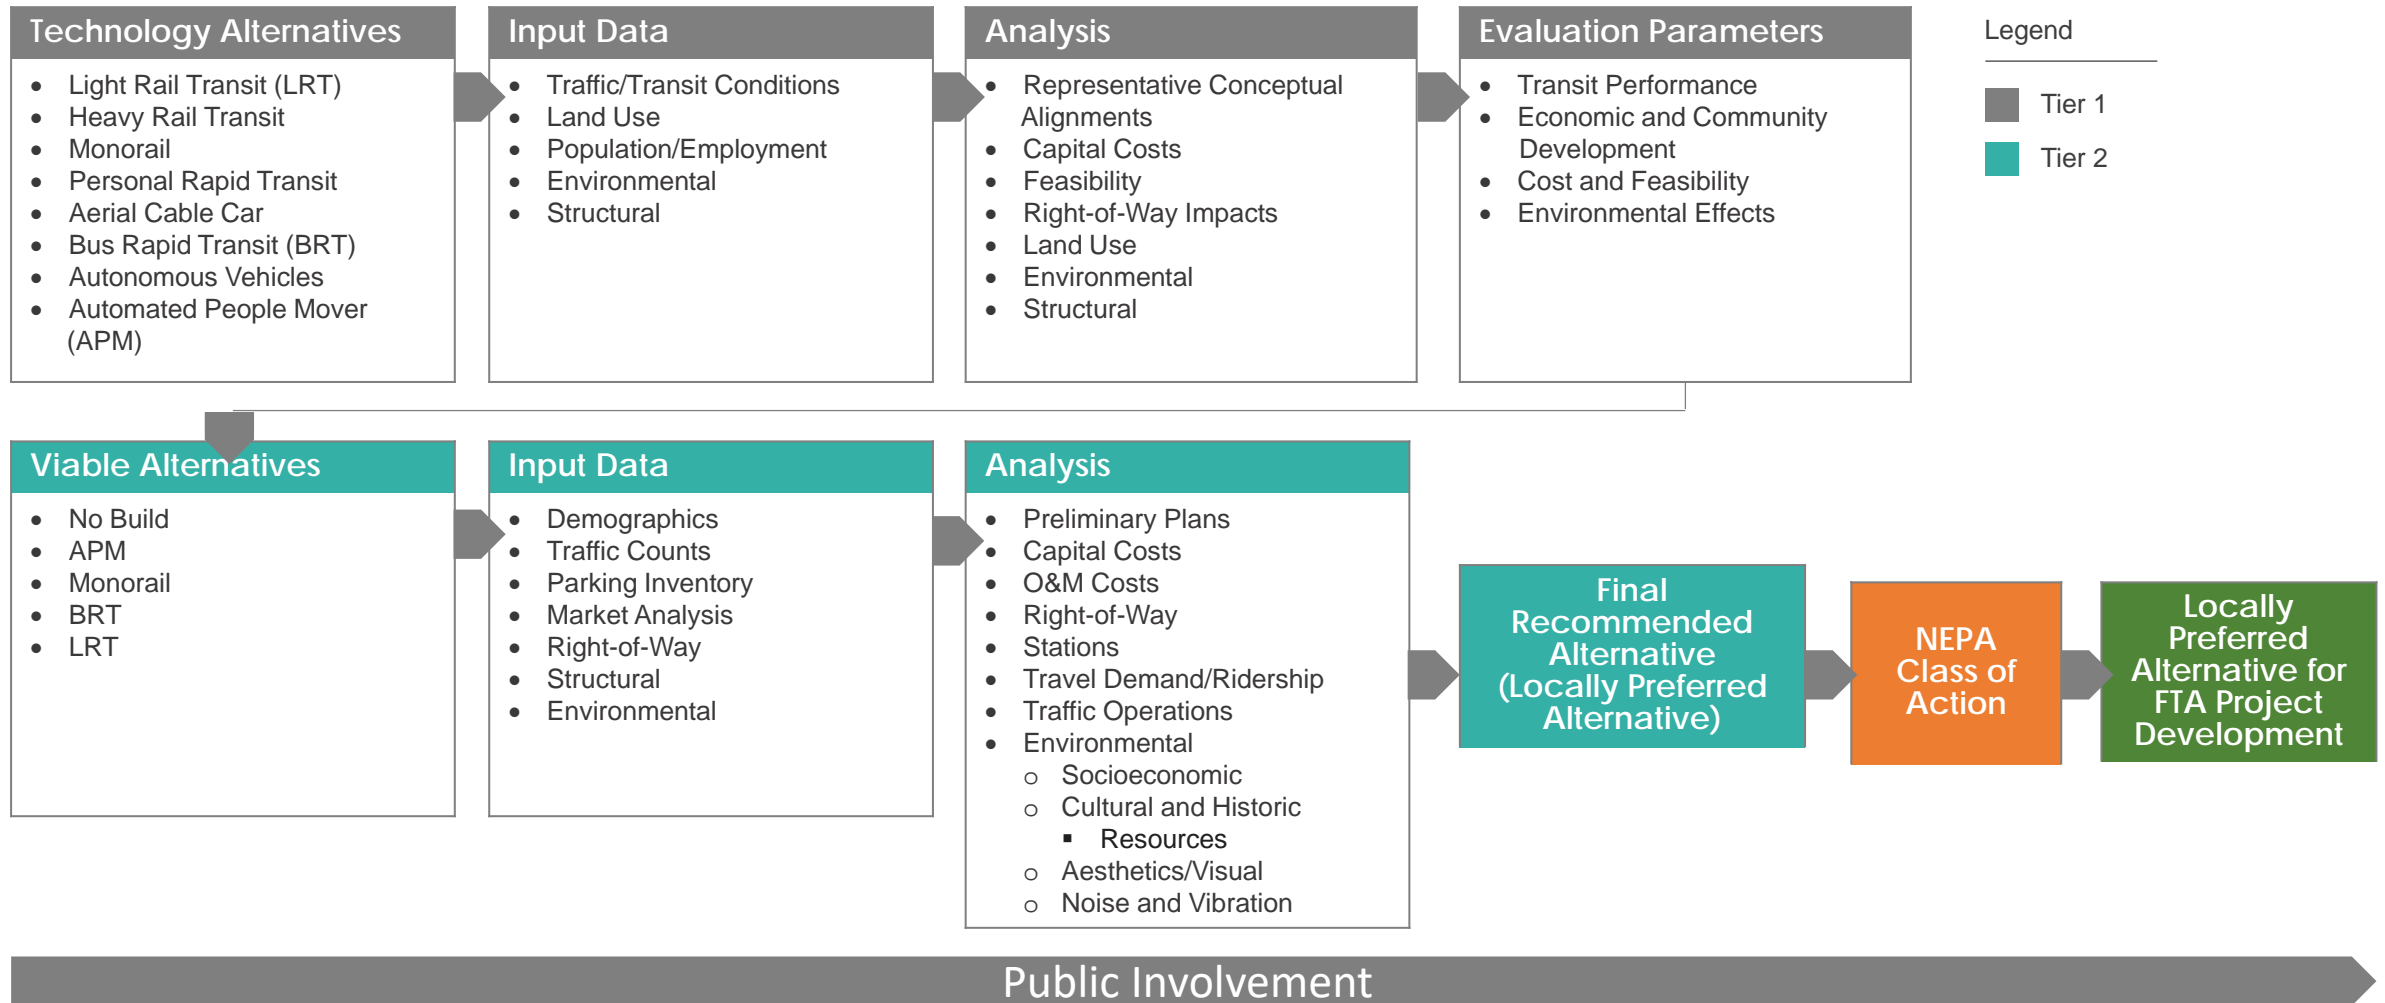 Technology Alternatives
• Light Rail Transit (LRT)
• Heavy Rail Transit
• Monorail
• Personal Rapid Transit
• Aerial Cable Car
• Bus Rapid Transit (BRT)
• Autonomous Vehicles
• Automated People Mover
(APM)
Input Data
• Traffic/Transit Conditions
• Land Use
• Population/Employment
• Environmental
• Structural
Analysis
• Representative Conceptual
Alignments
• Capital Costs
• Feasibility
• Right-of-Way Impacts
• Land Use
• Environmental
• Structural
Evaluation Parameters
• Transit Performance
• Economic and Community
Development
• Cost and Feasibility
• Environmental Effects
Legend
Tier 1
Tier 2
Viable Alternatives
• No Build
• APM
• Monorail
• BRT
• LRT
Input Data
• Demographics
• Traffic Counts
• Parking Inventory
• Market Analysis
• Right-of-Way
• Structural
• Environmental
Analysis
• Preliminary Plans
• Capital Costs
• O&M Costs
• Right-of-Way
• Stations
• Travel Demand/Ridership
• Traffic Operations
• Environmental
o Socioeconomic
o Cultural and Historic
▪ Resources
o Aesthetics/Visual
o Noise and Vibration
Final
Recommended
Alternative
(Locally Preferred
Alternative)
NEPA
Class of
Action
Locally
Preferred
Alternative for
FTA Project
Development
Public Involvement